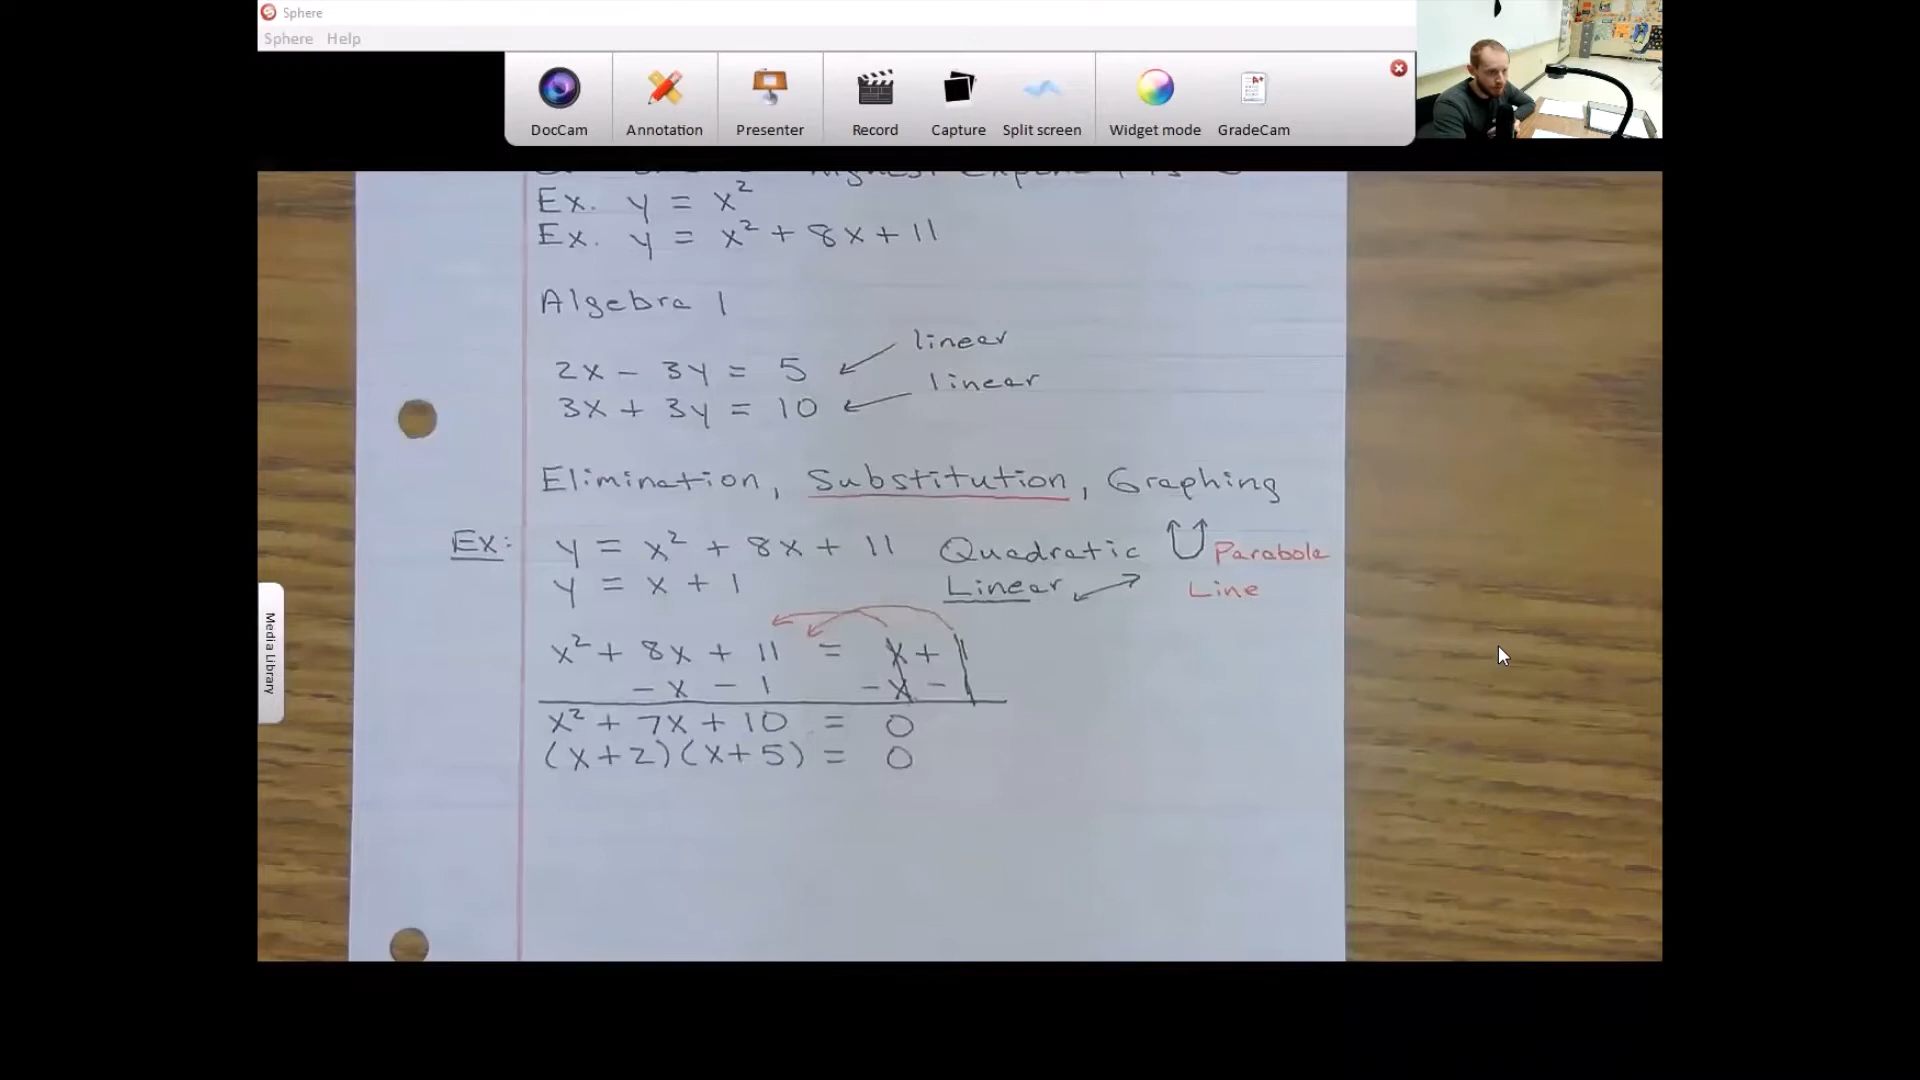 Sphere
Sphere Help
DocCam Annotation Presenter Record Capture Split screen Widget mode GradeCam
Media Library
Ex. y = x²
Ex. y = x² + 8x + 11
Algebra 1
2x - 3y = 5 linear
3x + 3y = 10 linear
Elimination, Substitution, Graphing
Ex: y = x² + 8x + 11 Quadratic Parabola
y = x + 1 Linear Line
x² + 8x + 11 = x + 1
- x - 1 - x - 1
x² + 7x + 10 = 0
(x+2)(x+5) = 0